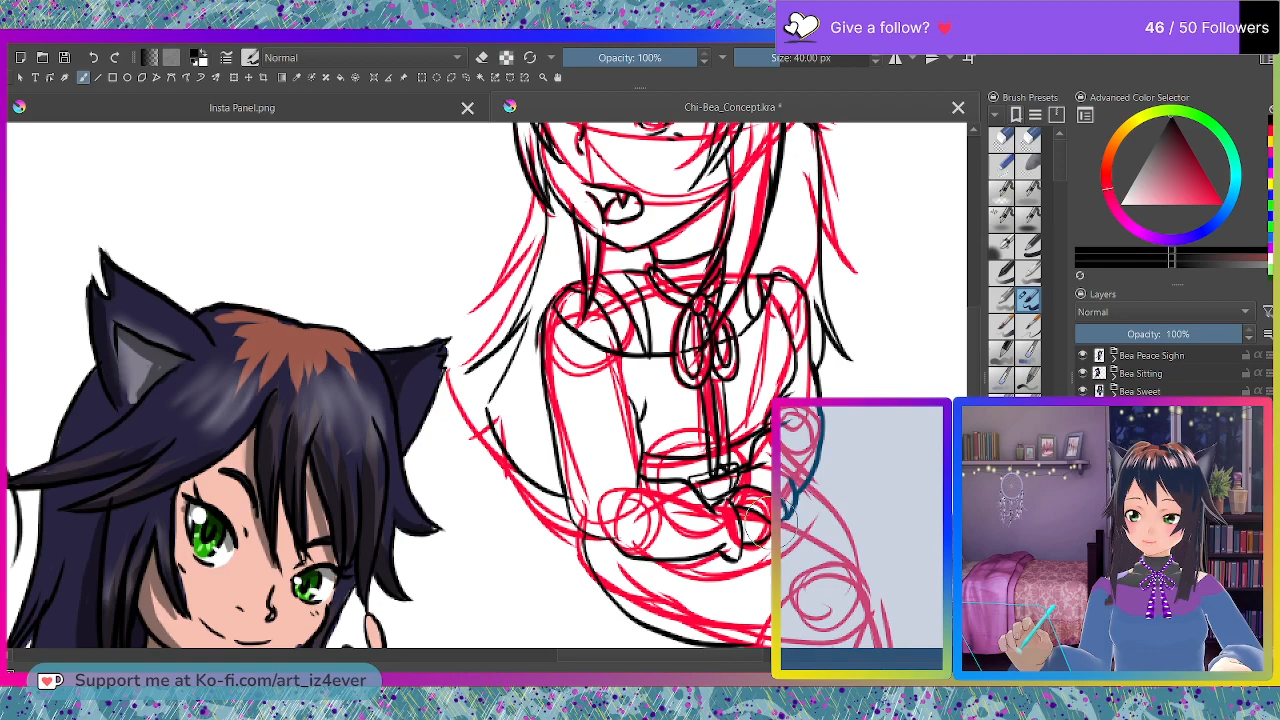 Give a follow?
46 / 50 Followers
Normal
Opacity: 100%
Size: 40.00 px
Insta Panel.png
Chi-Bea_Concept.kra *
Brush Presets
Advanced Color Selector
Layers
Normal
Opacity: 100%
Bea Peace Sighn
Bea Sitting
Bea Sweet
Support me at Ko-fi.com/art_iz4ever